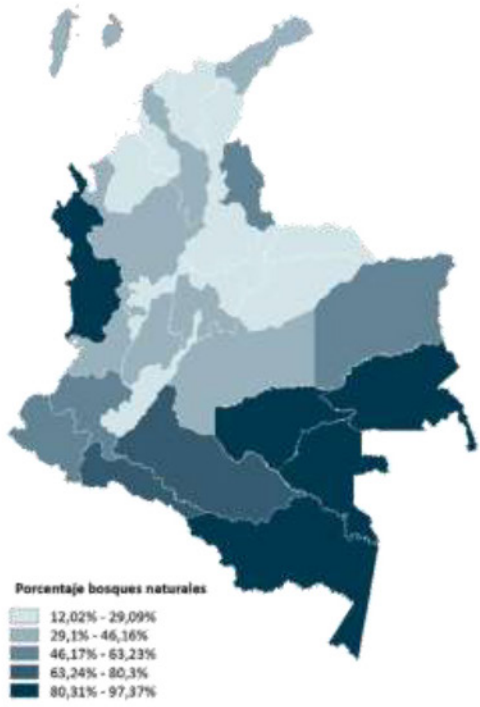 Porcentaje bosques naturales
12,02% - 29,09%
29,1% - 46,16%
46,17% - 63,23%
63,24% - 80,3%
80,31% - 97,37%